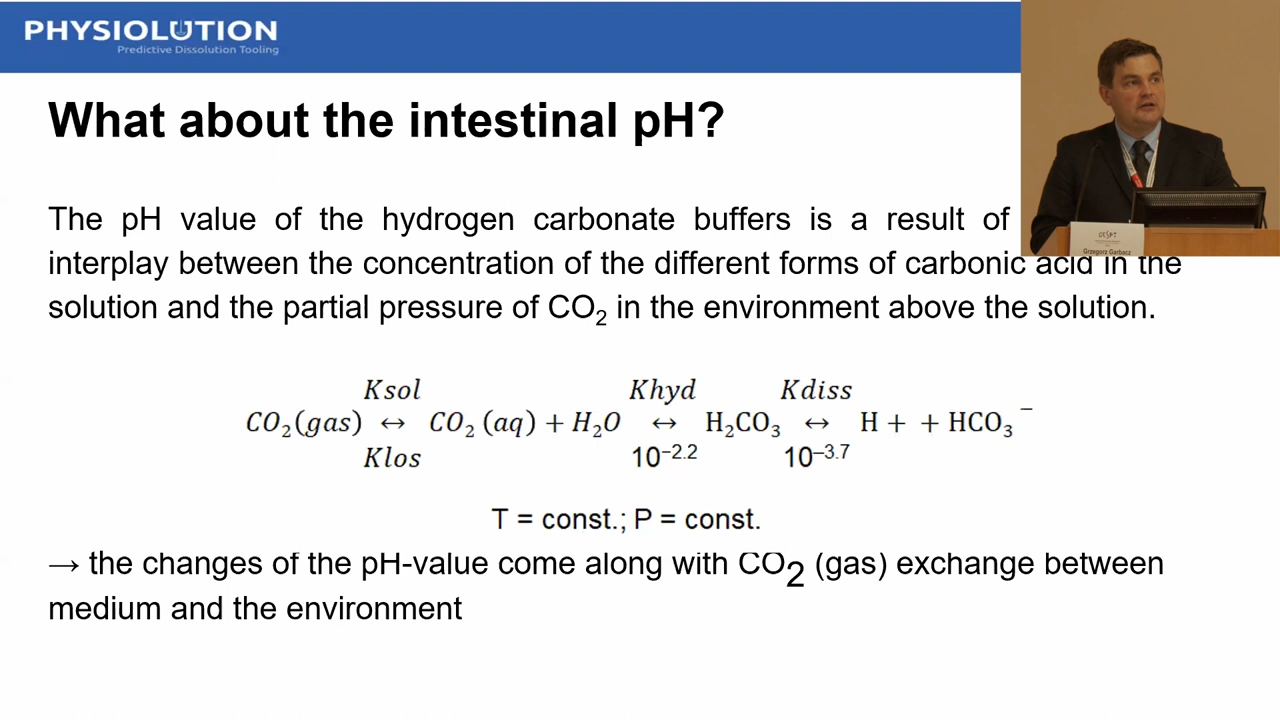 PHYSIOLUTION
Predictive Dissolution Tooling
What about the intestinal pH?
The pH value of the hydrogen carbonate buffers is a result of
interplay between the concentration of the different forms of carbonic acid in the
solution and the partial pressure of CO₂ in the environment above the solution.
Ksol Khyd Kdiss
CO₂(gas) ↔ CO₂(aq) + H₂O ↔ H₂CO₃ ↔ H + + HCO₃⁻
Klos 10⁻²·² 10⁻³·⁷
T = const.; P = const.
→ the changes of the pH-value come along with CO₂ (gas) exchange between
medium and the environment
Grzegorz Garbacz